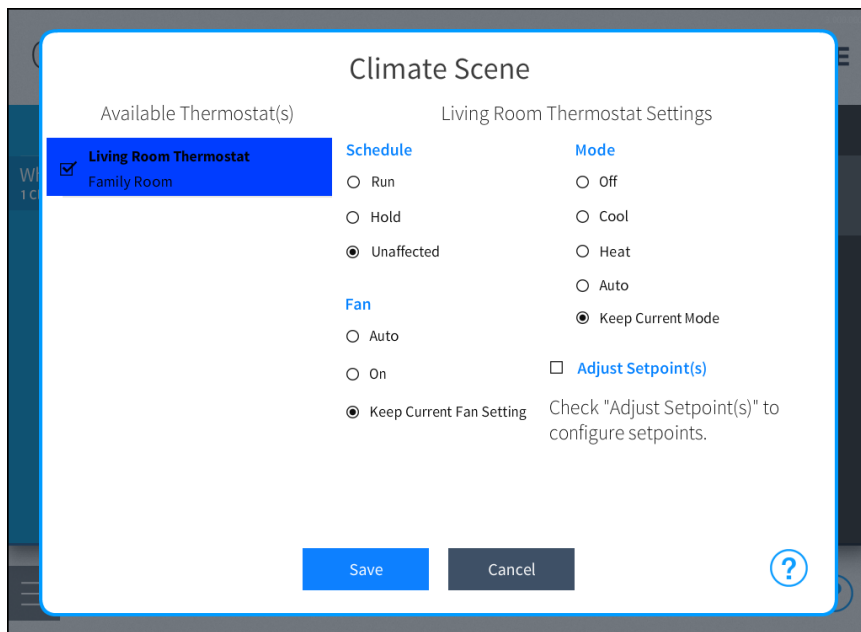 Climate Scene
Available Thermostat(s)
Living Room Thermostat
Family Room
Living Room Thermostat Settings
Schedule
Run
Hold
Unaffected
Fan
Auto
On
Keep Current Fan Setting
Mode
Off
Cool
Heat
Auto
Keep Current Mode
Adjust Setpoint(s)
Check "Adjust Setpoint(s)" to
configure setpoints.
Save
Cancel
?